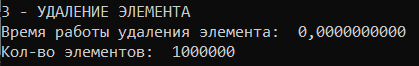 3 - УДАЛЕНИЕ ЭЛЕМЕНТА
Время работы удаления элемента:  0,0000000000
Кол-во элементов:  1000000